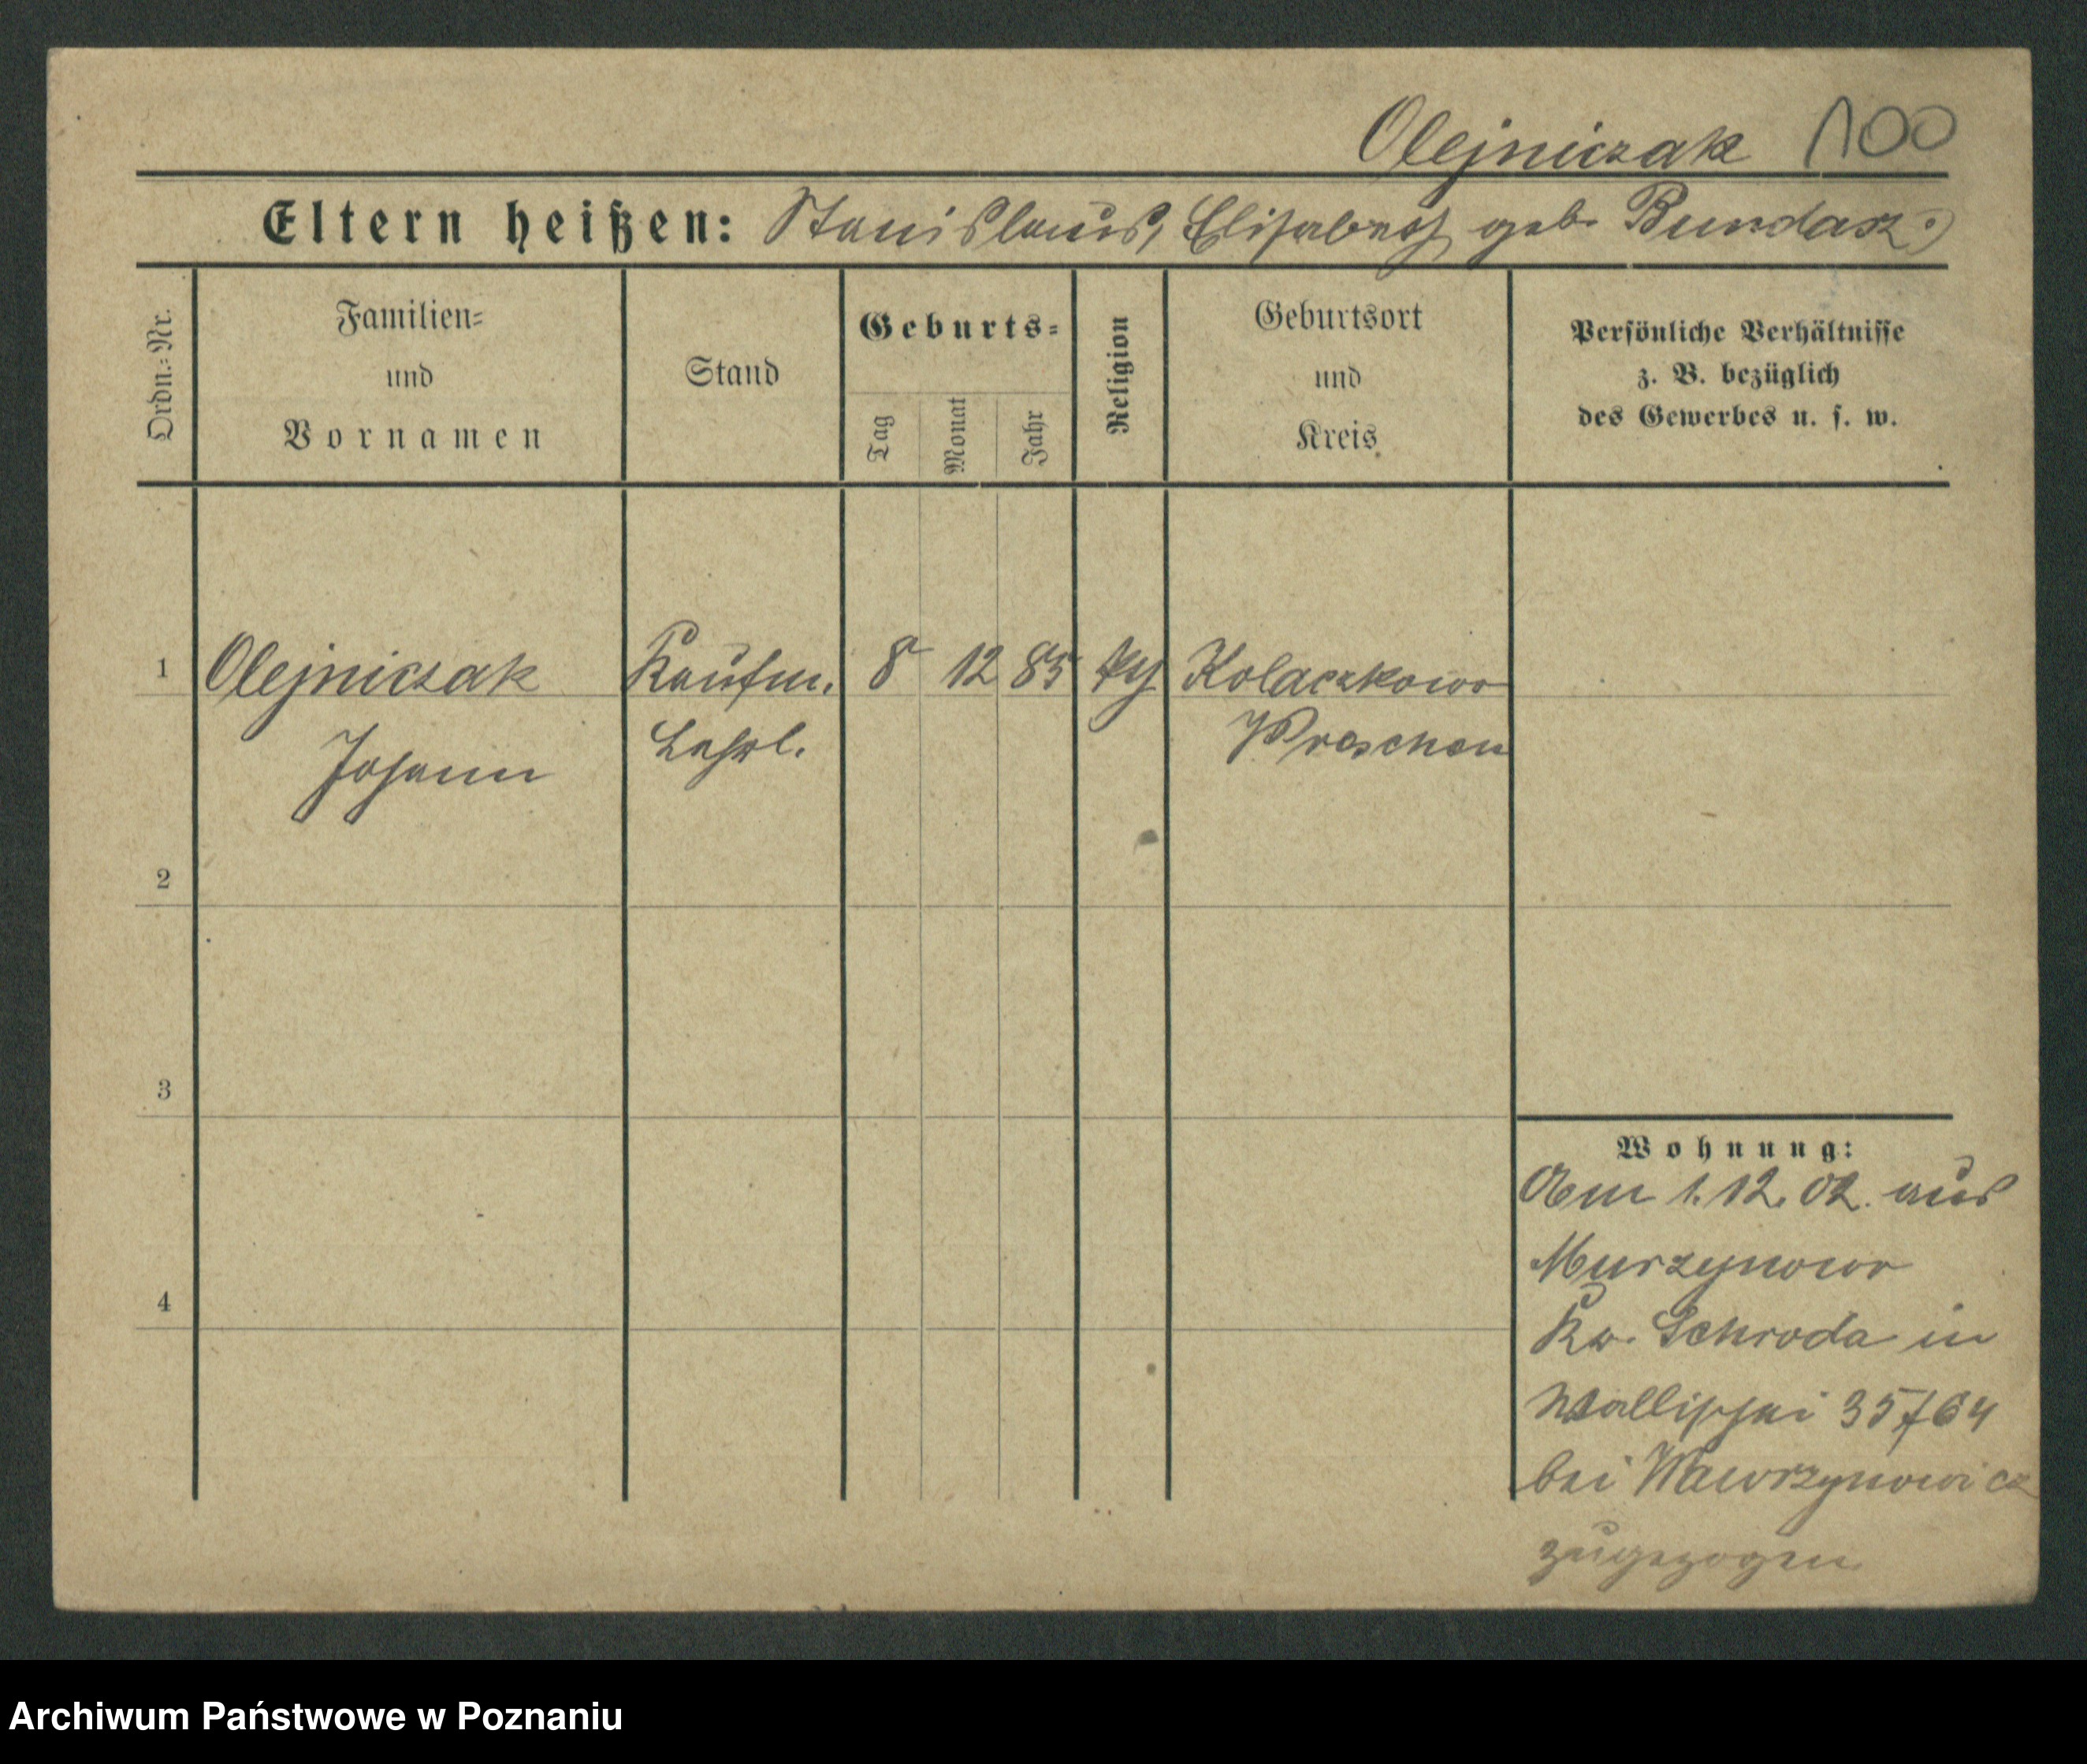 Olejniczak 100
Eltern heißen: Stanislaus, Elisabeth geb. Bundasz
Ordn.-Nr.
Familien-
und
Vornamen
Stand
Geburts-
Tag
Monat
Jahr
Religion
Geburtsort
und
Kreis
Persönliche Verhältnisse
z. B. bezüglich
des Gewerbes u. s. w.
1 Olejniczak Kaufm. 8 12 85 kth Kolaczkowo
Johann Lehrl. Wreschen
2
3
4
Wohnung:
Am 1.12.02. aus
Murzynowo
Kr. Schroda in
Wallischei 35/64
bei Wawrzynowicz
zugezogen
Archiwum Państwowe w Poznaniu